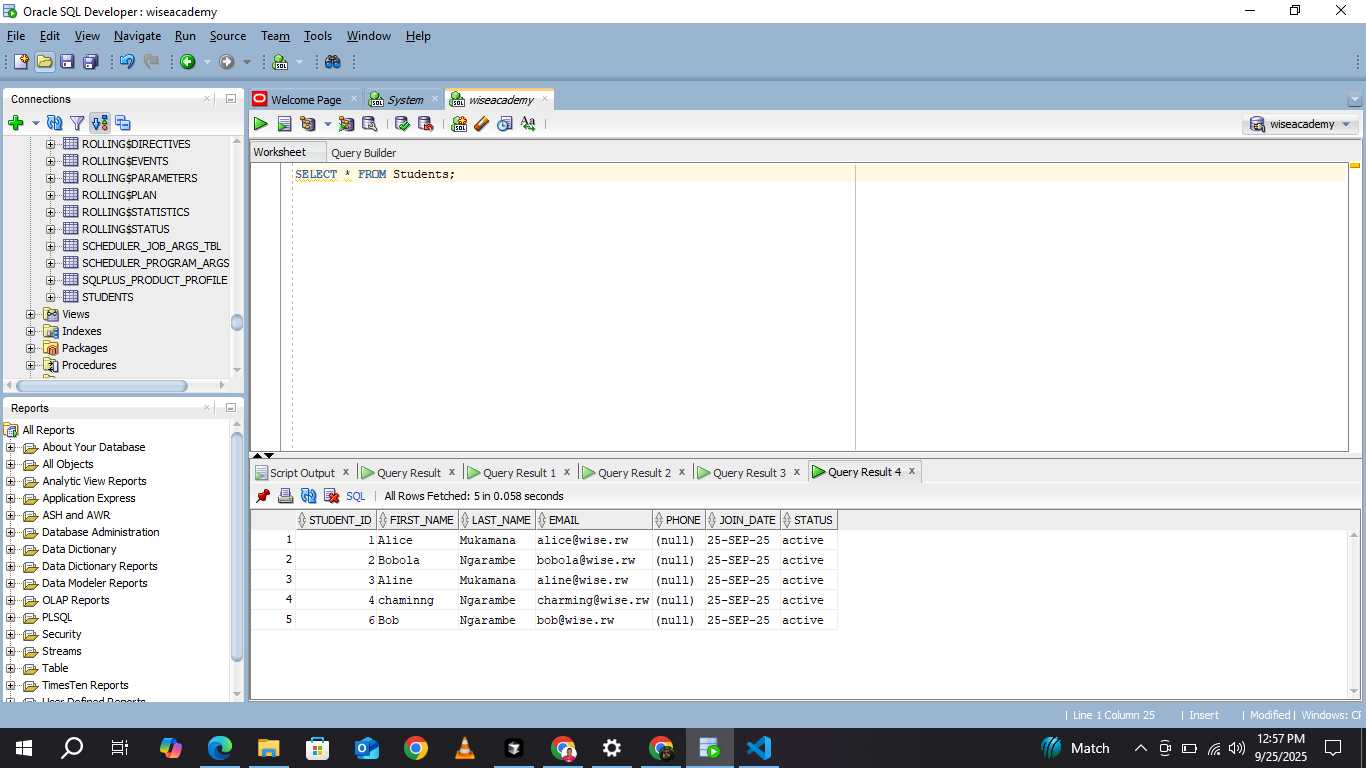 Oracle SQL Developer : wiseacademy
File Edit View Navigate Run Source Team Tools Window Help
Connections
ROLLING$DIRECTIVES
ROLLING$EVENTS
ROLLING$PARAMETERS
ROLLING$PLAN
ROLLING$STATISTICS
ROLLING$STATUS
SCHEDULER_JOB_ARGS_TBL
SCHEDULER_PROGRAM_ARGS
SQLPLUS_PRODUCT_PROFILE
STUDENTS
Views
Indexes
Packages
Procedures
Reports
All Reports
About Your Database
All Objects
Analytic View Reports
Application Express
ASH and AWR
Database Administration
Data Dictionary
Data Dictionary Reports
Data Modeler Reports
OLAP Reports
PLSQL
Security
Streams
Table
TimesTen Reports
User Defined Reports
Welcome Page System wiseacademy
wiseacademy
Worksheet Query Builder
SELECT * FROM Students;
Script Output Query Result Query Result 1 Query Result 2 Query Result 3 Query Result 4
SQL | All Rows Fetched: 5 in 0.058 seconds
STUDENT_ID FIRST_NAME LAST_NAME EMAIL PHONE JOIN_DATE STATUS
1 1 Alice Mukamana alice@wise.rw (null) 25-SEP-25 active
2 2 Bobola Ngarambe bobola@wise.rw (null) 25-SEP-25 active
3 3 Aline Mukamana aline@wise.rw (null) 25-SEP-25 active
4 4 chaminng Ngarambe charming@wise.rw (null) 25-SEP-25 active
5 6 Bob Ngarambe bob@wise.rw (null) 25-SEP-25 active
| Line 1 Column 25 | Insert | Modified | Windows: CR
Match
12:57 PM
9/25/2025